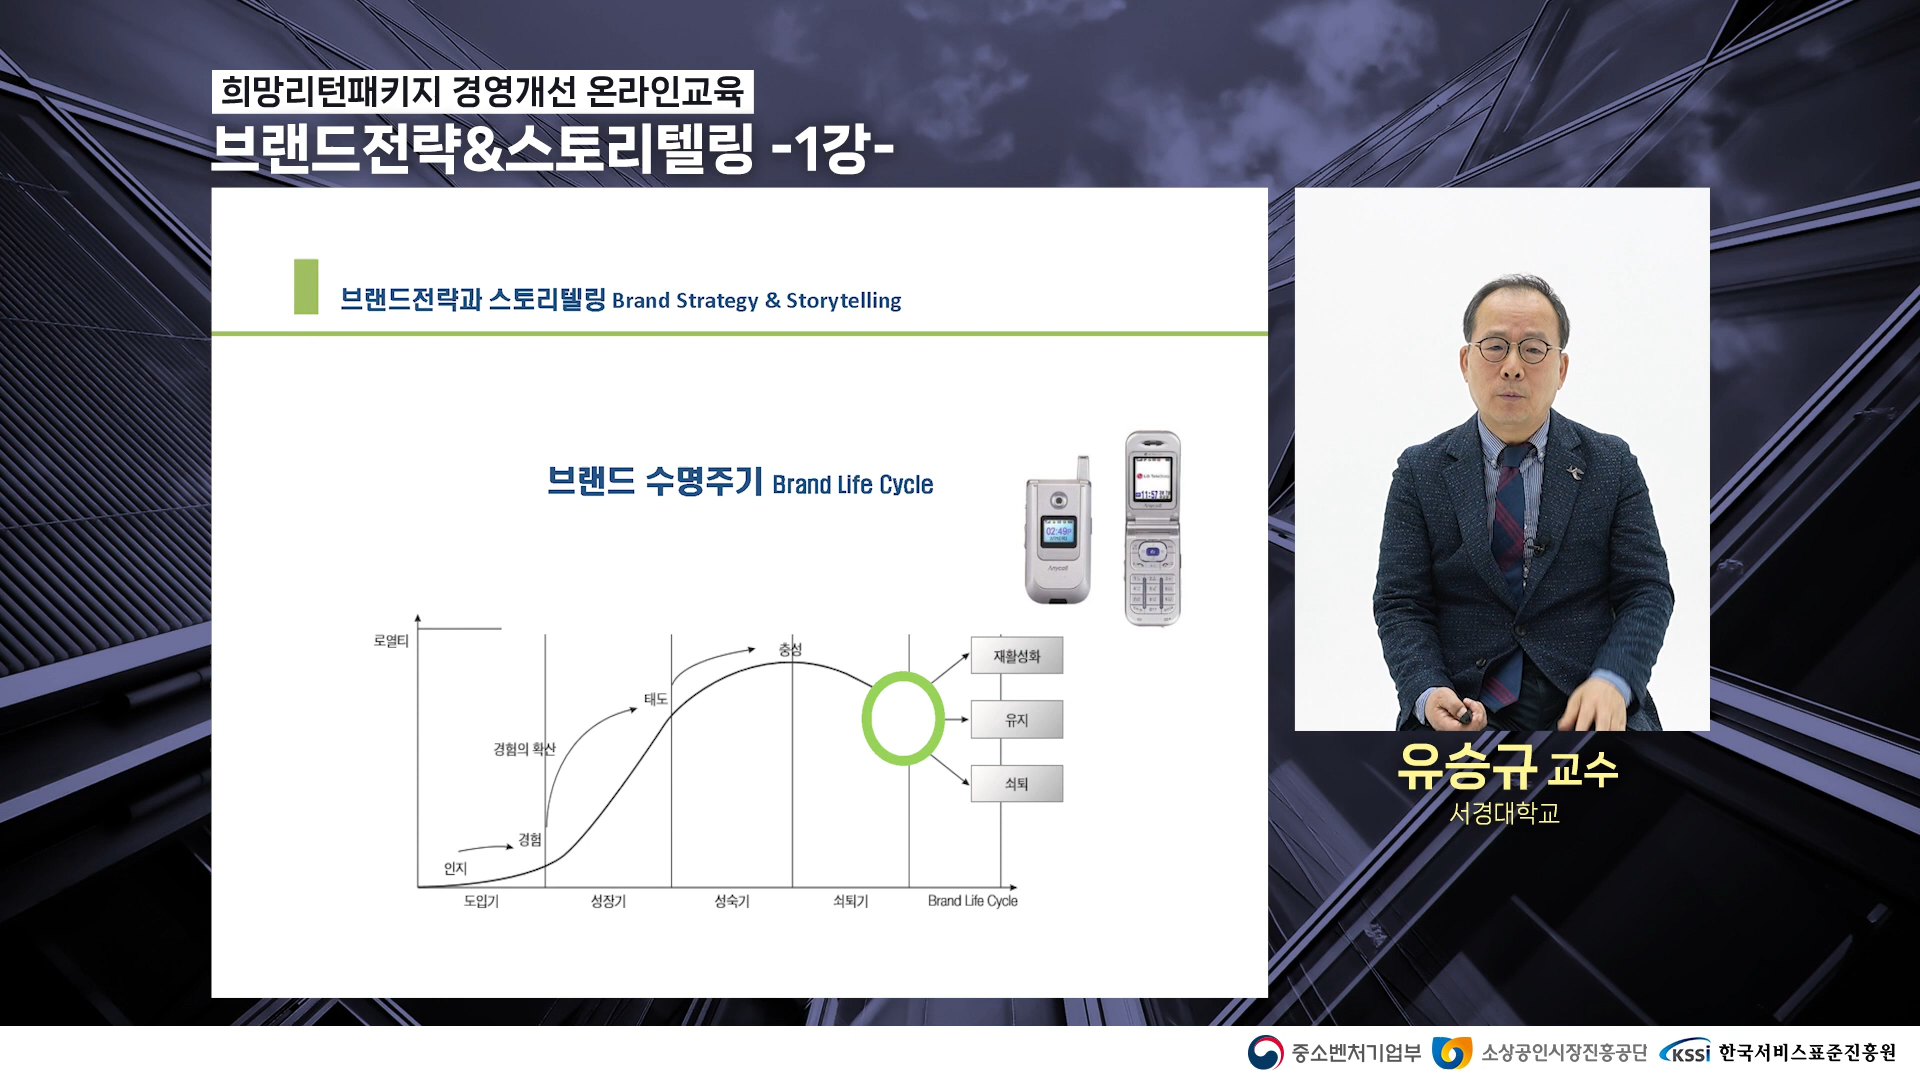 희망리턴패키지 경영개선 온라인교육
브랜드전략&스토리텔링 -1강-
브랜드전략과 스토리텔링 Brand Strategy & Storytelling
브랜드 수명주기 Brand Life Cycle
02:49P
Anycall
11:57
Anycall
로열티
충성
재활성화
태도
유지
경험의 확산
쇠퇴
경험
인지
도입기
성장기
성숙기
쇠퇴기
Brand Life Cycle
유승규 교수
서경대학교
중소벤처기업부
소상공인시장진흥공단
KSSi 한국서비스표준진흥원